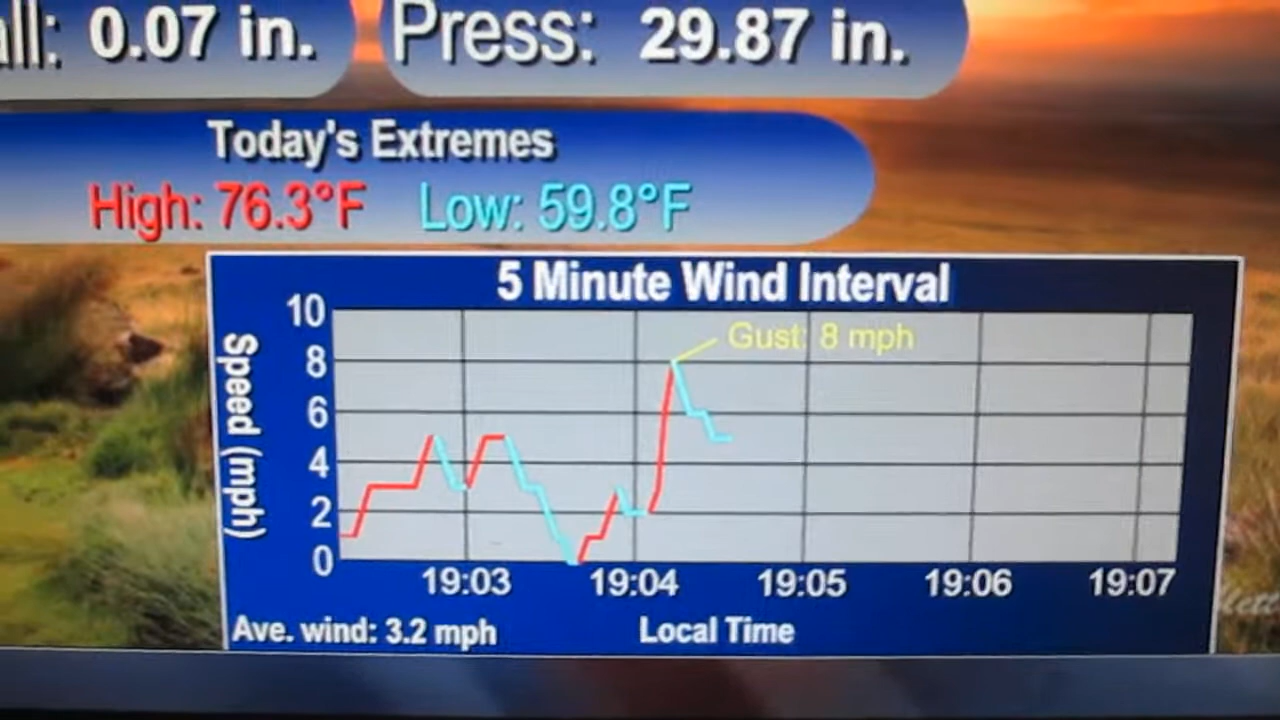 all: 0.07 in.
Press: 29.87 in.
Today's Extremes
High: 76.3°F Low: 59.8°F
5 Minute Wind Interval
Speed (mph)
10
8
6
4
2
0
Gust: 8 mph
19:03 19:04 19:05 19:06 19:07
Ave. wind: 3.2 mph
Local Time
lett